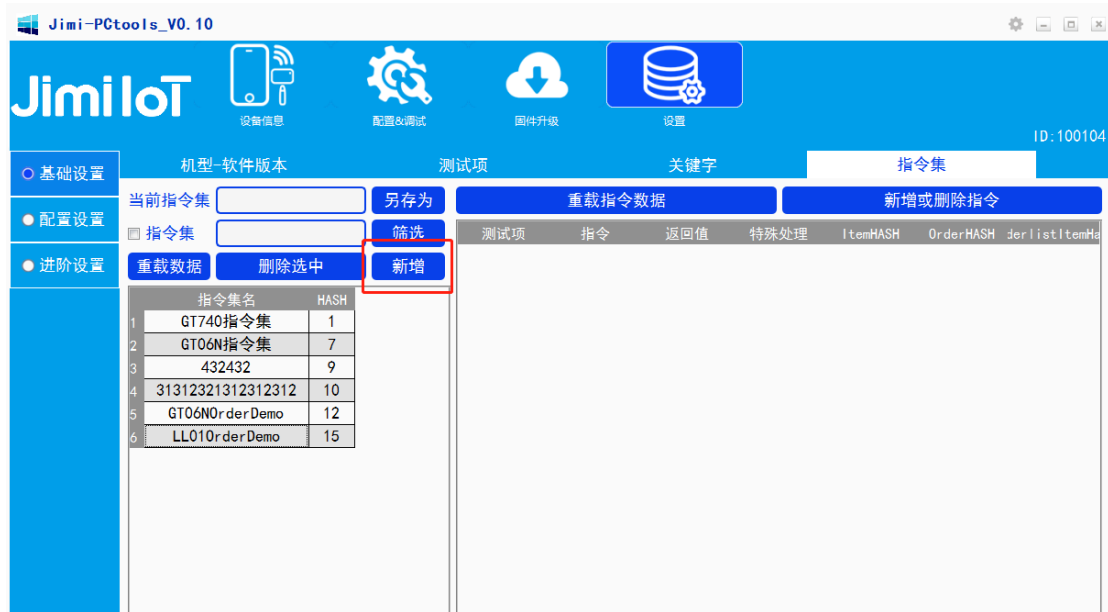 Jimi-PCtools_V0.10
Jimi IoT
设备信息
配置&调试
固件升级
设置
ID:100104
基础设置
配置设置
进阶设置
机型-软件版本
测试项
关键字
指令集
当前指令集
另存为
重载指令数据
新增或删除指令
指令集
筛选
重载数据
删除选中
新增
测试项 指令 返回值 特殊处理 ItemHASH OrderHASH
指令集名 HASH
1 GT740指令集 1
2 GT06N指令集 7
3 432432 9
4 31312321312312312 10
5 GT06NOrderDemo 12
6 LL01OrderDemo 15